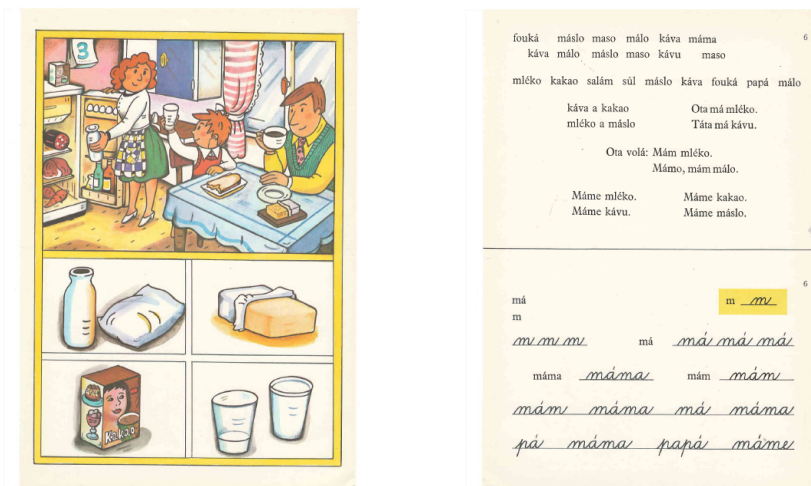 3
Kakao
fouká máslo maso málo káva máma
6
káva málo máslo maso kávu maso
mléko kakao salám sůl máslo káva fouká papá málo
káva a kakao Ota má mléko.
mléko a máslo Táta má kávu.
Ota volá: Mám mléko.
Mámo, mám málo.
Máme mléko. Máme kakao.
Máme kávu. Máme máslo.
6
má m m
m
m m m má má má má
máma máma mám mám
mám máma má máma
pá máma papá máme